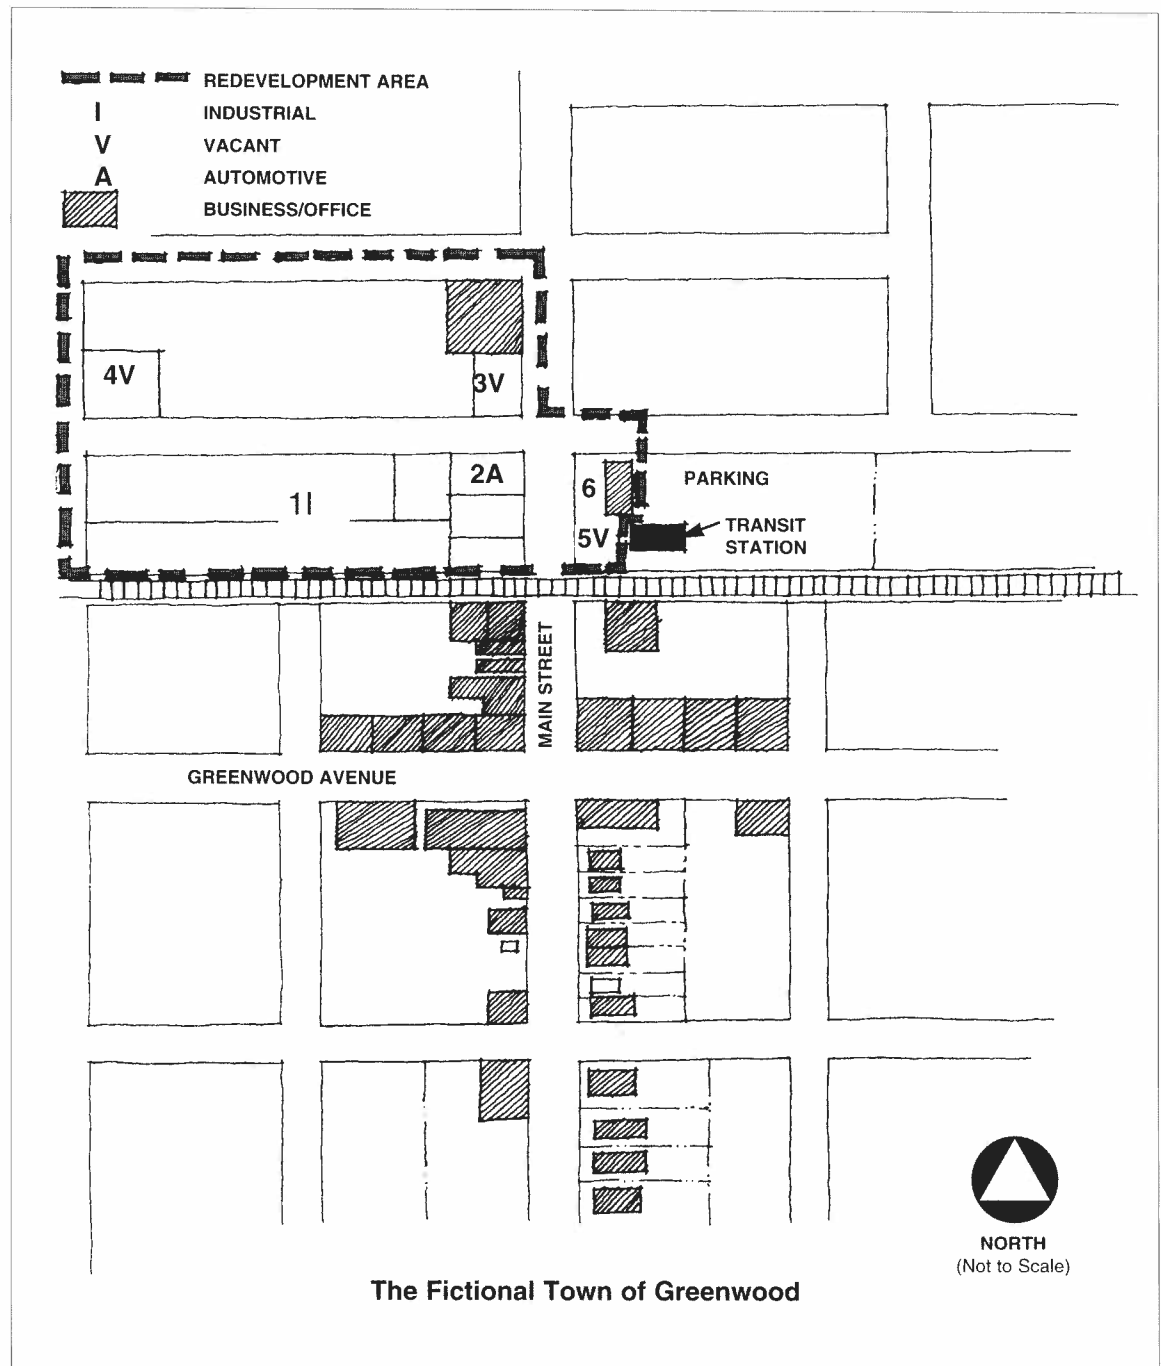 REDEVELOPMENT AREA
I INDUSTRIAL
V VACANT
A AUTOMOTIVE
BUSINESS/OFFICE
4V
3V
1I
2A
6
5V
PARKING
TRANSIT
STATION
MAIN STREET
GREENWOOD AVENUE
NORTH
(Not to Scale)
The Fictional Town of Greenwood